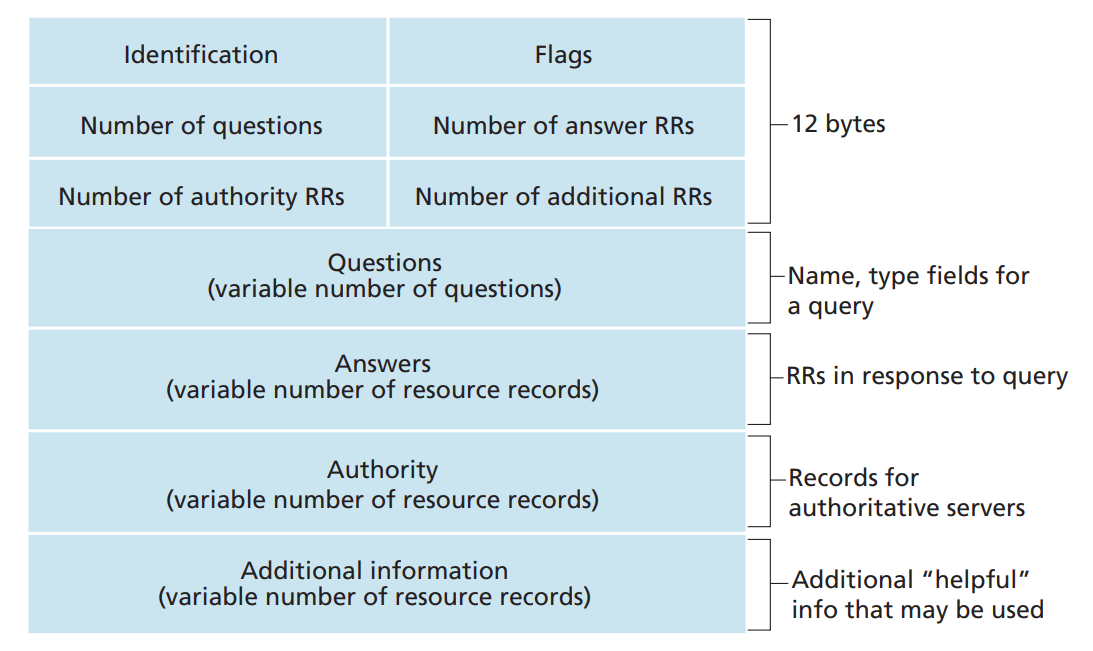 Identification
Flags
Number of questions
Number of answer RRs
Number of authority RRs
Number of additional RRs
12 bytes
Questions
(variable number of questions)
Name, type fields for
a query
Answers
(variable number of resource records)
RRs in response to query
Authority
(variable number of resource records)
Records for
authoritative servers
Additional information
(variable number of resource records)
Additional “helpful”
info that may be used